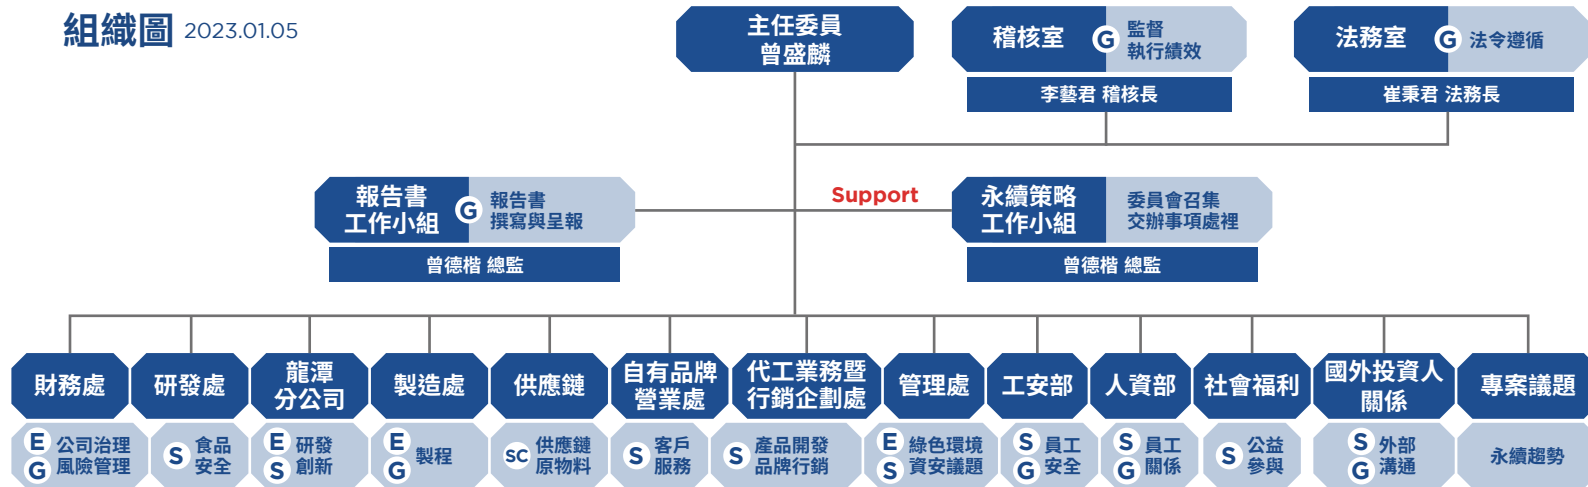 組織圖 2023.01.05
主任委員
曾盛麟
稽核室
G
監督
執行績效
李藝君 稽核長
法務室
G
法令遵循
崔秉君 法務長
報告書
工作小組
G
報告書
撰寫與呈報
曾德楷 總監
Support
永續策略
工作小組
委員會召集
交辦事項處裡
曾德楷 總監
財務處
E
G
公司治理
風險管理
研發處
S
食品
安全
龍潭
分公司
E
S
研發
創新
製造處
E
G
製程
供應鏈
SC
供應鏈
原物料
自有品牌
營業處
S
客戶
服務
代工業務暨
行銷企劃處
S
產品開發
品牌行銷
管理處
E
S
綠色環境
資安議題
工安部
S
G
員工
安全
人資部
S
G
員工
關係
社會福利
S
公益
參與
國外投資人
關係
S
G
外部
溝通
專案議題
永續趨勢